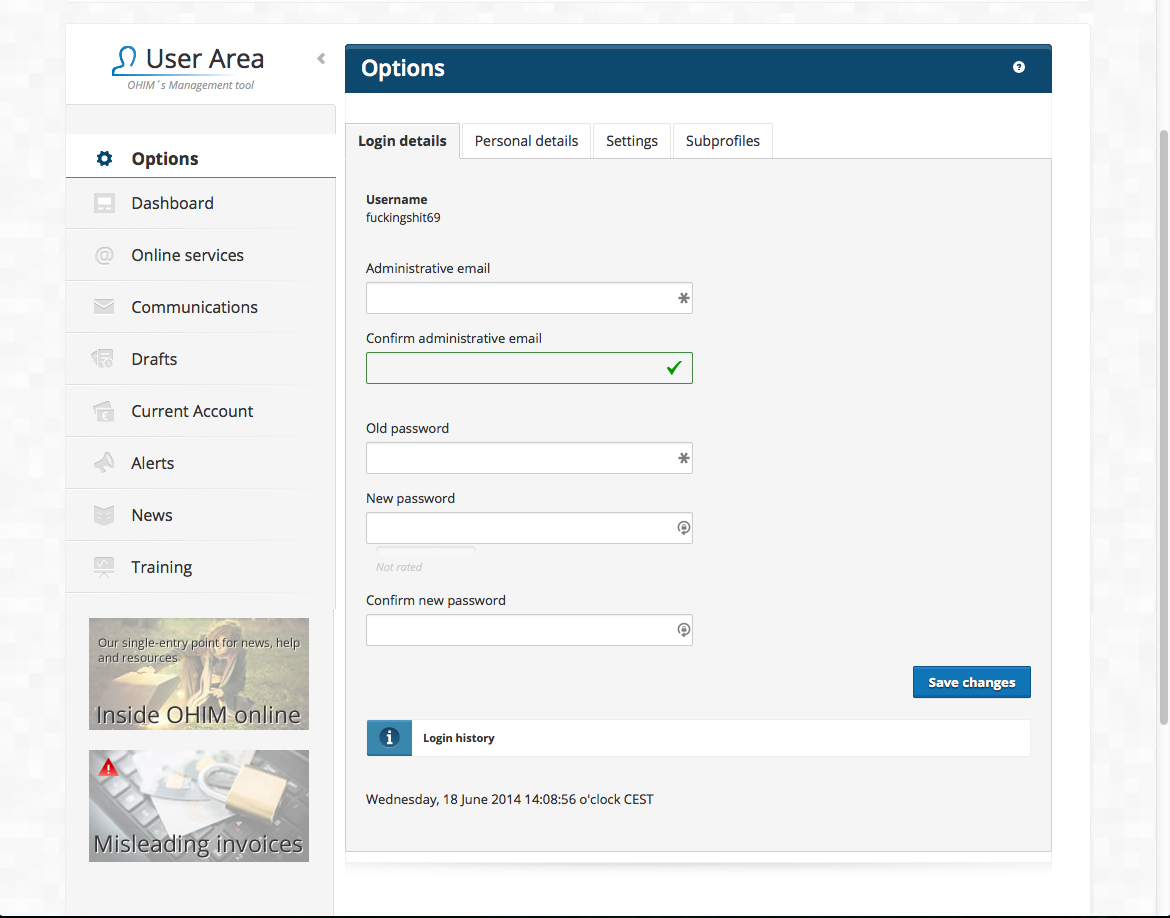 User Area
OHIM´s Management tool
Options
Dashboard
Online services
Communications
Drafts
Current Account
Alerts
News
Training
Our single-entry point for news, help
and resources
Inside OHIM online
Misleading invoices
Options
Login details
Personal details
Settings
Subprofiles
Username
fuckingshit69
Administrative email
Confirm administrative email
Old password
New password
Not rated
Confirm new password
Save changes
Login history
Wednesday, 18 June 2014 14:08:56 o'clock CEST